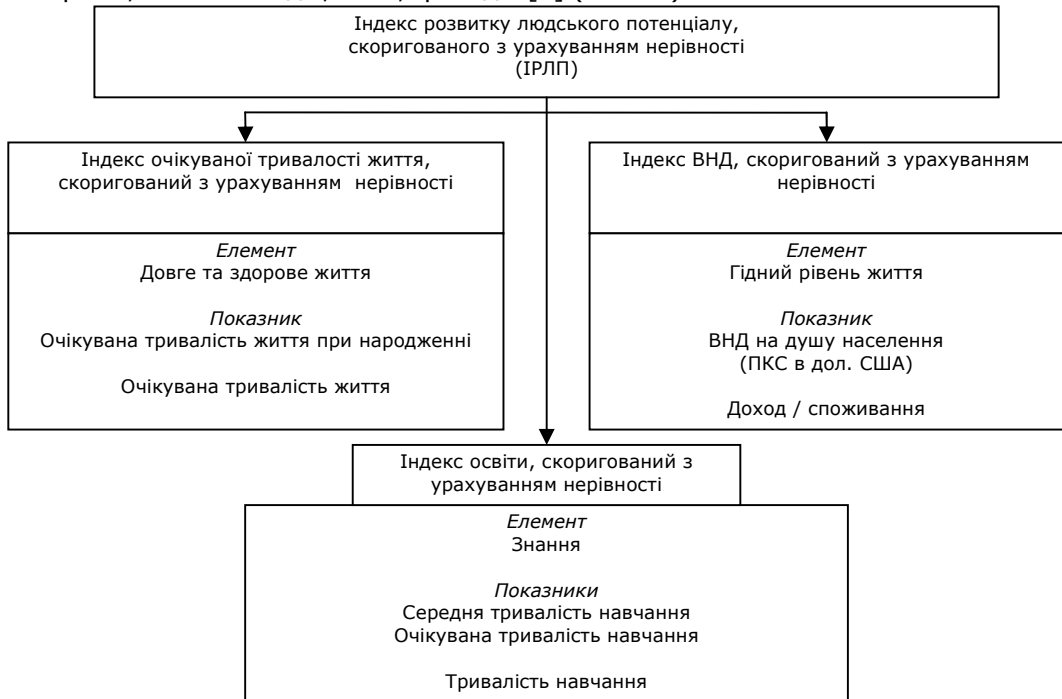 Індекс розвитку людського потенціалу,
скоригованого з урахуванням нерівності
(ІРЛП)
Індекс очікуваної тривалості життя,
скоригований з урахуванням нерівності
Елемент
Довге та здорове життя
Показник
Очікувана тривалість життя при народженні
Очікувана тривалість життя
Індекс ВНД, скоригований з урахуванням
нерівності
Елемент
Гідний рівень життя
Показник
ВНД на душу населення
(ПКС в дол. США)
Доход / споживання
Індекс освіти, скоригований з
урахуванням нерівності
Елемент
Знання
Показники
Середня тривалість навчання
Очікувана тривалість навчання
Тривалість навчання